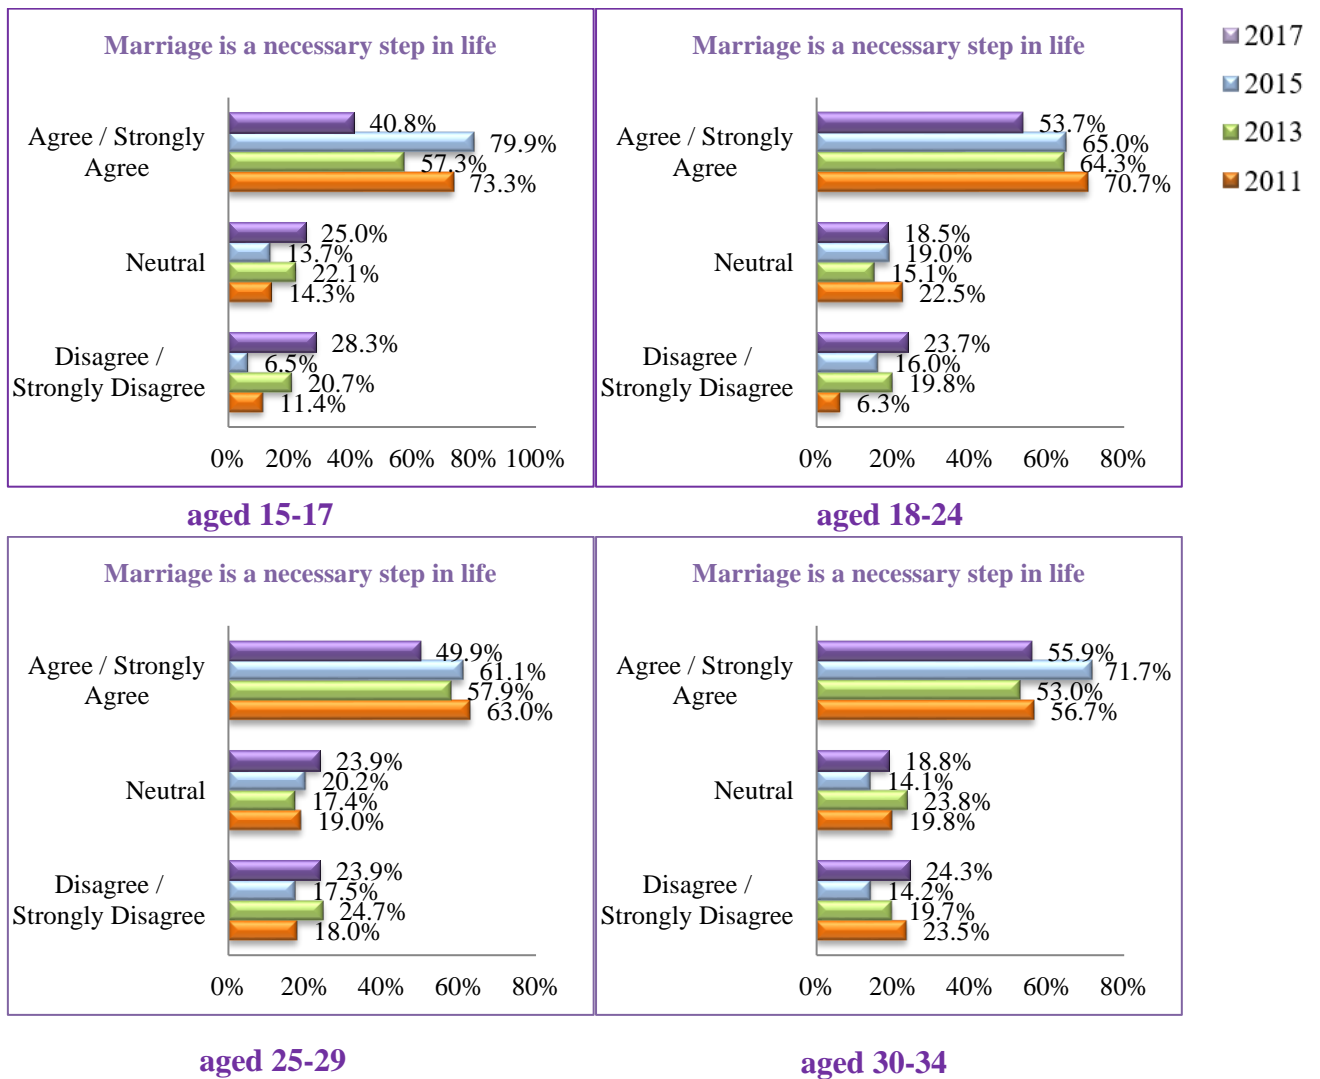 Marriage is a necessary step in life
Agree / Strongly
Agree
40.8%
79.9%
57.3%
73.3%
Neutral
25.0%
13.7%
22.1%
14.3%
Disagree /
Strongly Disagree
28.3%
6.5%
20.7%
11.4%
0% 20% 40% 60% 80% 100%
aged 15-17
Marriage is a necessary step in life
Agree / Strongly
Agree
53.7%
65.0%
64.3%
70.7%
Neutral
18.5%
19.0%
15.1%
22.5%
Disagree /
Strongly Disagree
23.7%
16.0%
19.8%
6.3%
0% 20% 40% 60% 80%
aged 18-24
2017
2015
2013
2011
Marriage is a necessary step in life
Agree / Strongly
Agree
49.9%
61.1%
57.9%
63.0%
Neutral
23.9%
20.2%
17.4%
19.0%
Disagree /
Strongly Disagree
23.9%
17.5%
24.7%
18.0%
0% 20% 40% 60% 80%
aged 25-29
Marriage is a necessary step in life
Agree / Strongly
Agree
55.9%
71.7%
53.0%
56.7%
Neutral
18.8%
14.1%
23.8%
19.8%
Disagree /
Strongly Disagree
24.3%
14.2%
19.7%
23.5%
0% 20% 40% 60% 80%
aged 30-34